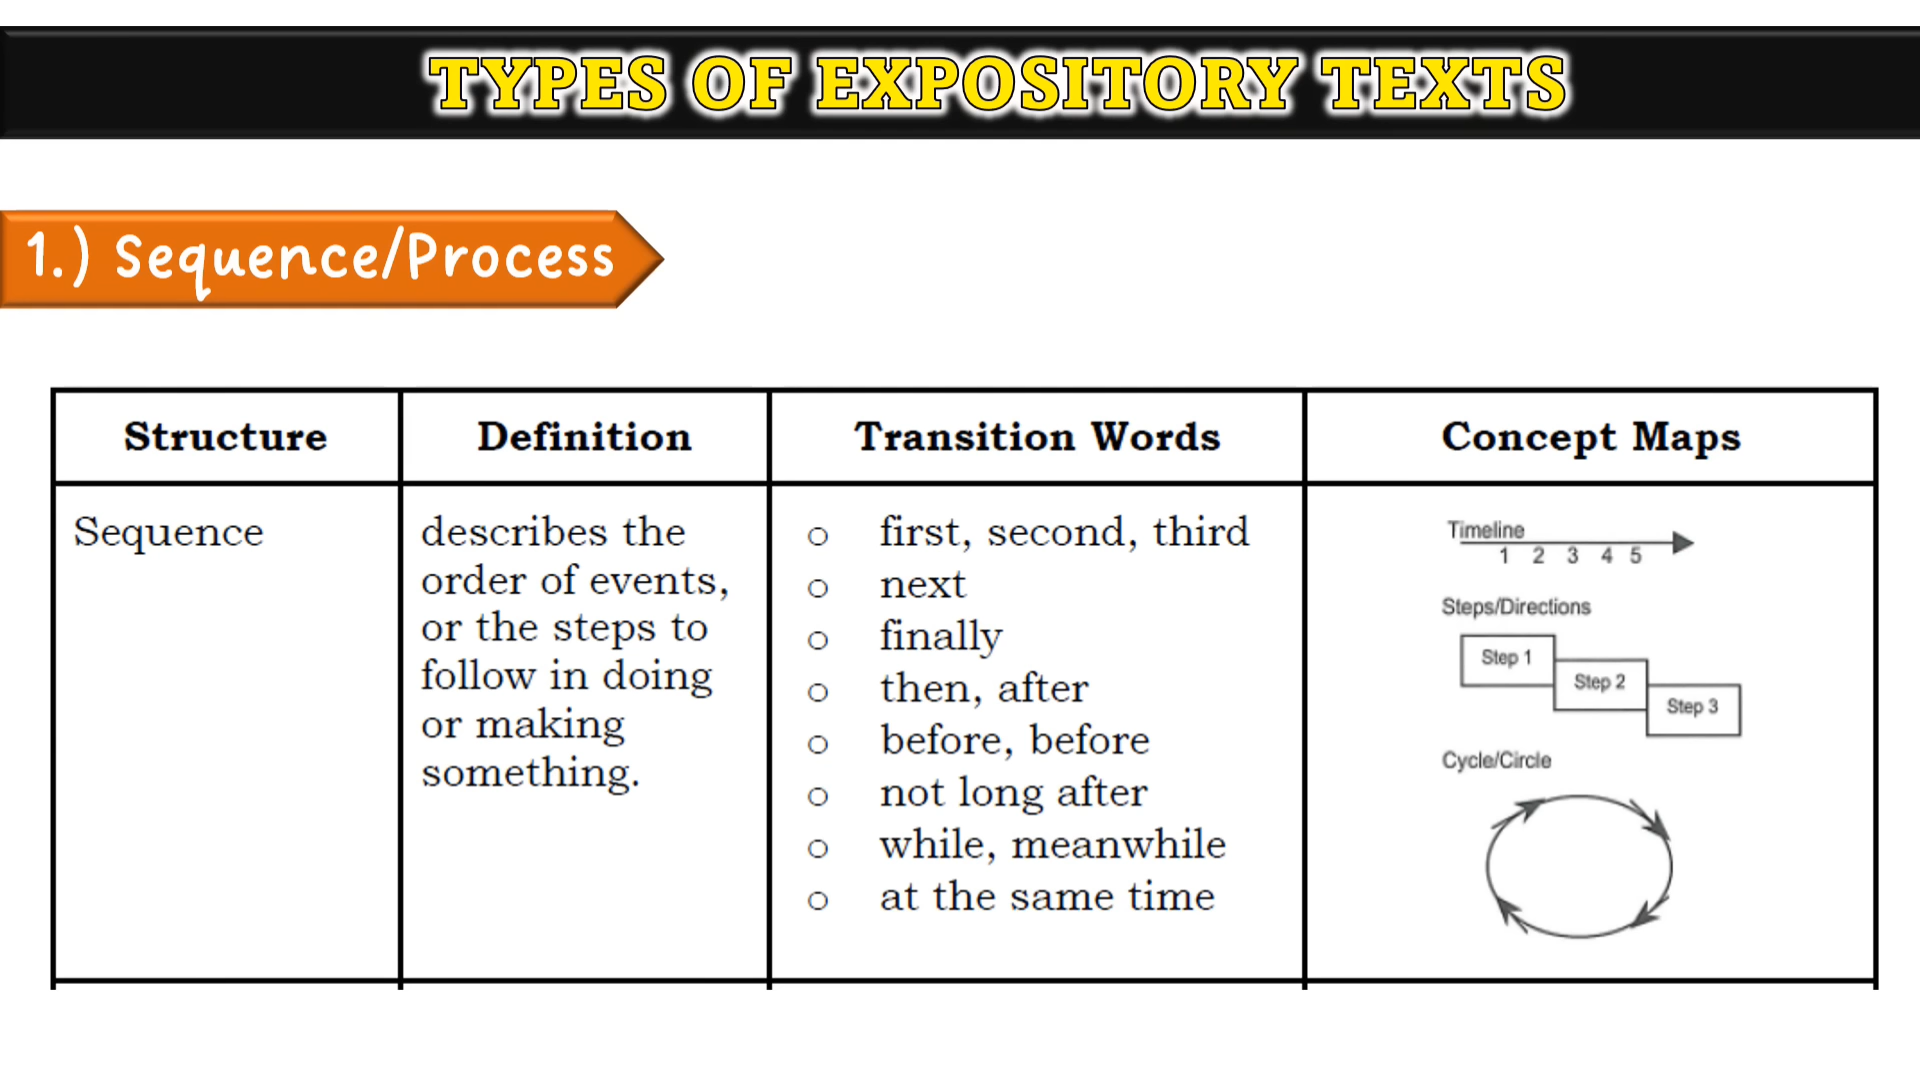 TYPES OF EXPOSITORY TEXTS
1.) Sequence/Process
Structure
Definition
Transition Words
Concept Maps
Sequence
describes the
order of events,
or the steps to
follow in doing
or making
something.
o first, second, third
o next
o finally
o then, after
o before, before
o not long after
o while, meanwhile
o at the same time
Timeline
1 2 3 4 5
Steps/Directions
Step 1
Step 2
Step 3
Cycle/Circle